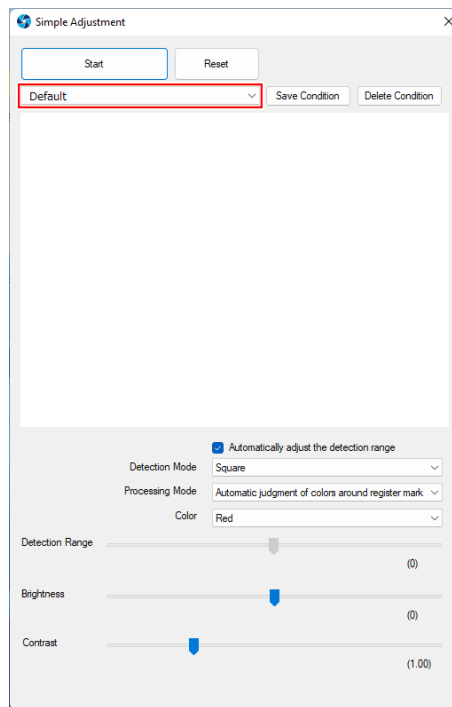 Simple Adjustment
Start Reset
Default Save Condition Delete Condition
Automatically adjust the detection range
Detection Mode Square
Processing Mode Automatic judgment of colors around register mark
Color Red
Detection Range
(0)
Brightness
(0)
Contrast
(1.00)